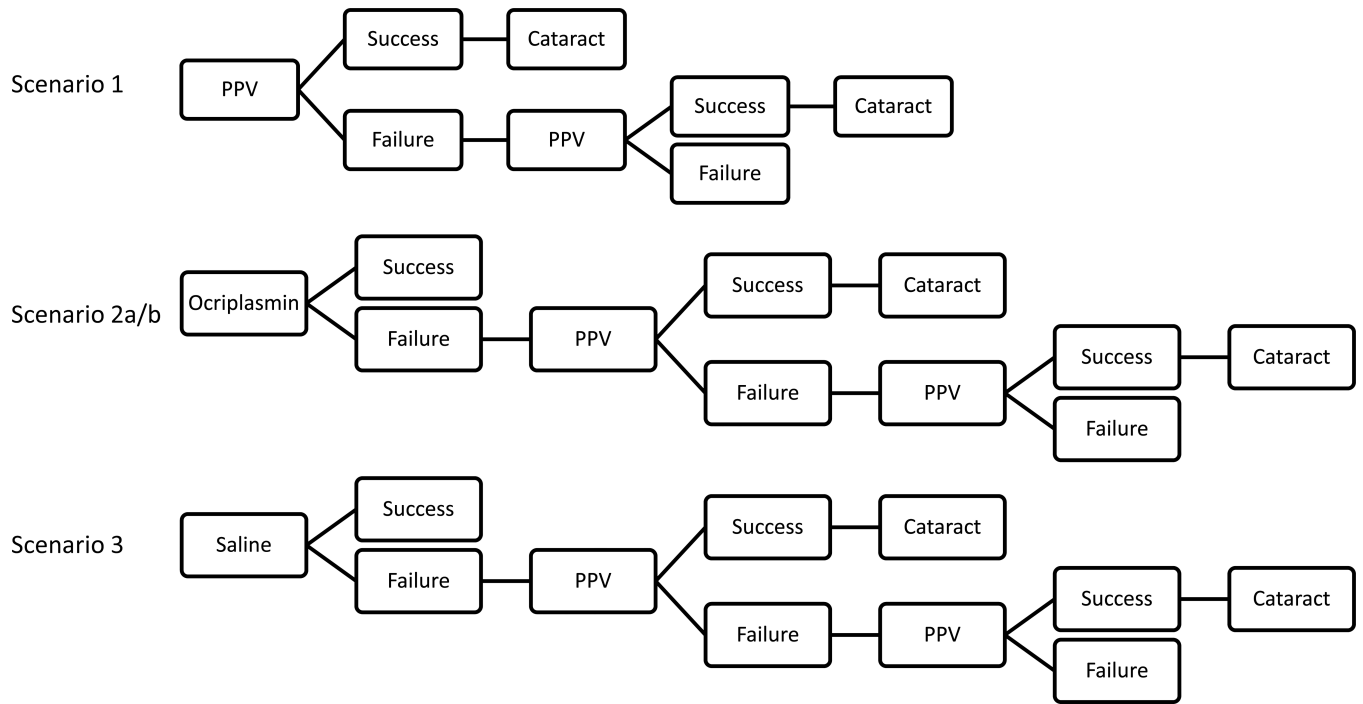 Scenario 1
PPV
Success
Cataract
Failure
PPV
Success
Cataract
Failure
Scenario 2a/b
Ocriplasmin
Success
Failure
PPV
Success
Cataract
Failure
PPV
Success
Cataract
Failure
Scenario 3
Saline
Success
Failure
PPV
Success
Cataract
Failure
PPV
Success
Cataract
Failure